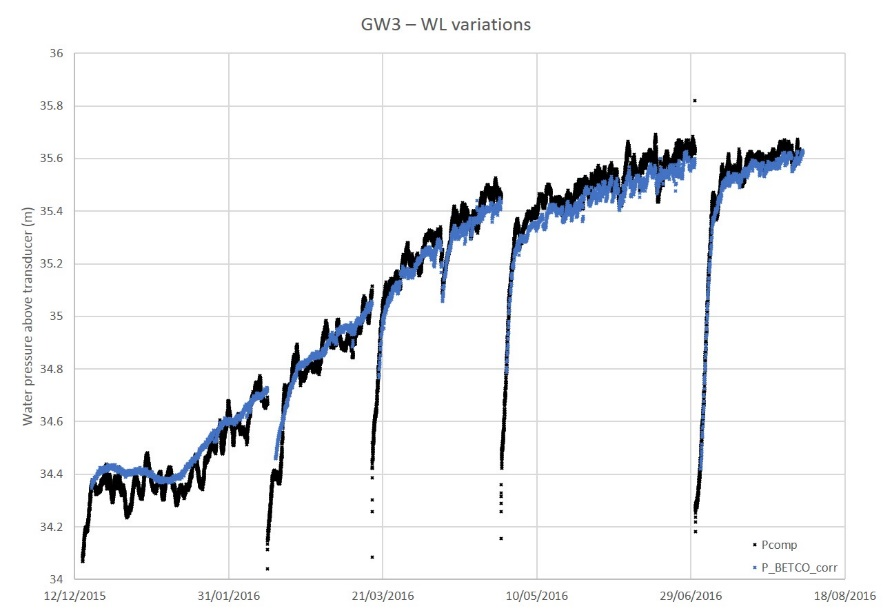 GW3 – WL variations
36
35.8
35.6
35.4
35.2
35
34.8
34.6
34.4
34.2
34
Water pressure above transducer (m)
12/12/2015 31/01/2016 21/03/2016 10/05/2016 29/06/2016 18/08/2016
Pcomp
P_BETCO_corr